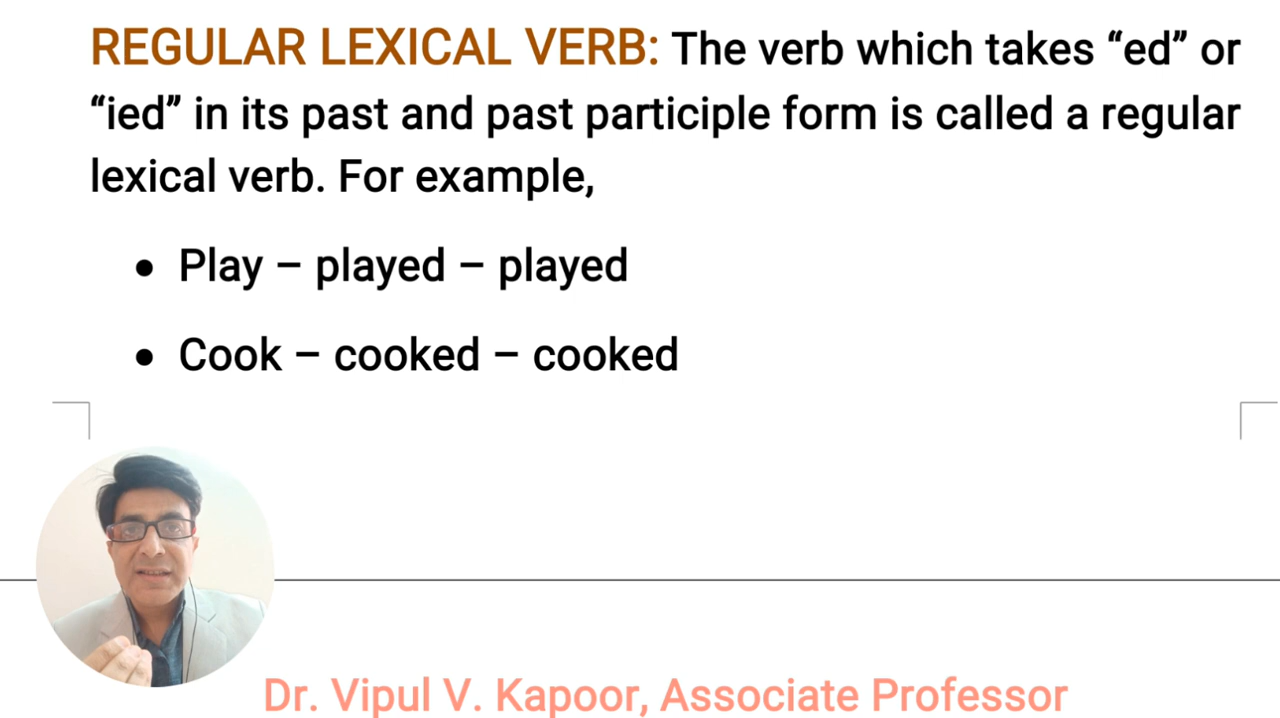 REGULAR LEXICAL VERB: The verb which takes “ed” or
“ied” in its past and past participle form is called a regular
lexical verb. For example,
● Play – played – played
● Cook – cooked – cooked
Dr. Vipul V. Kapoor, Associate Professor